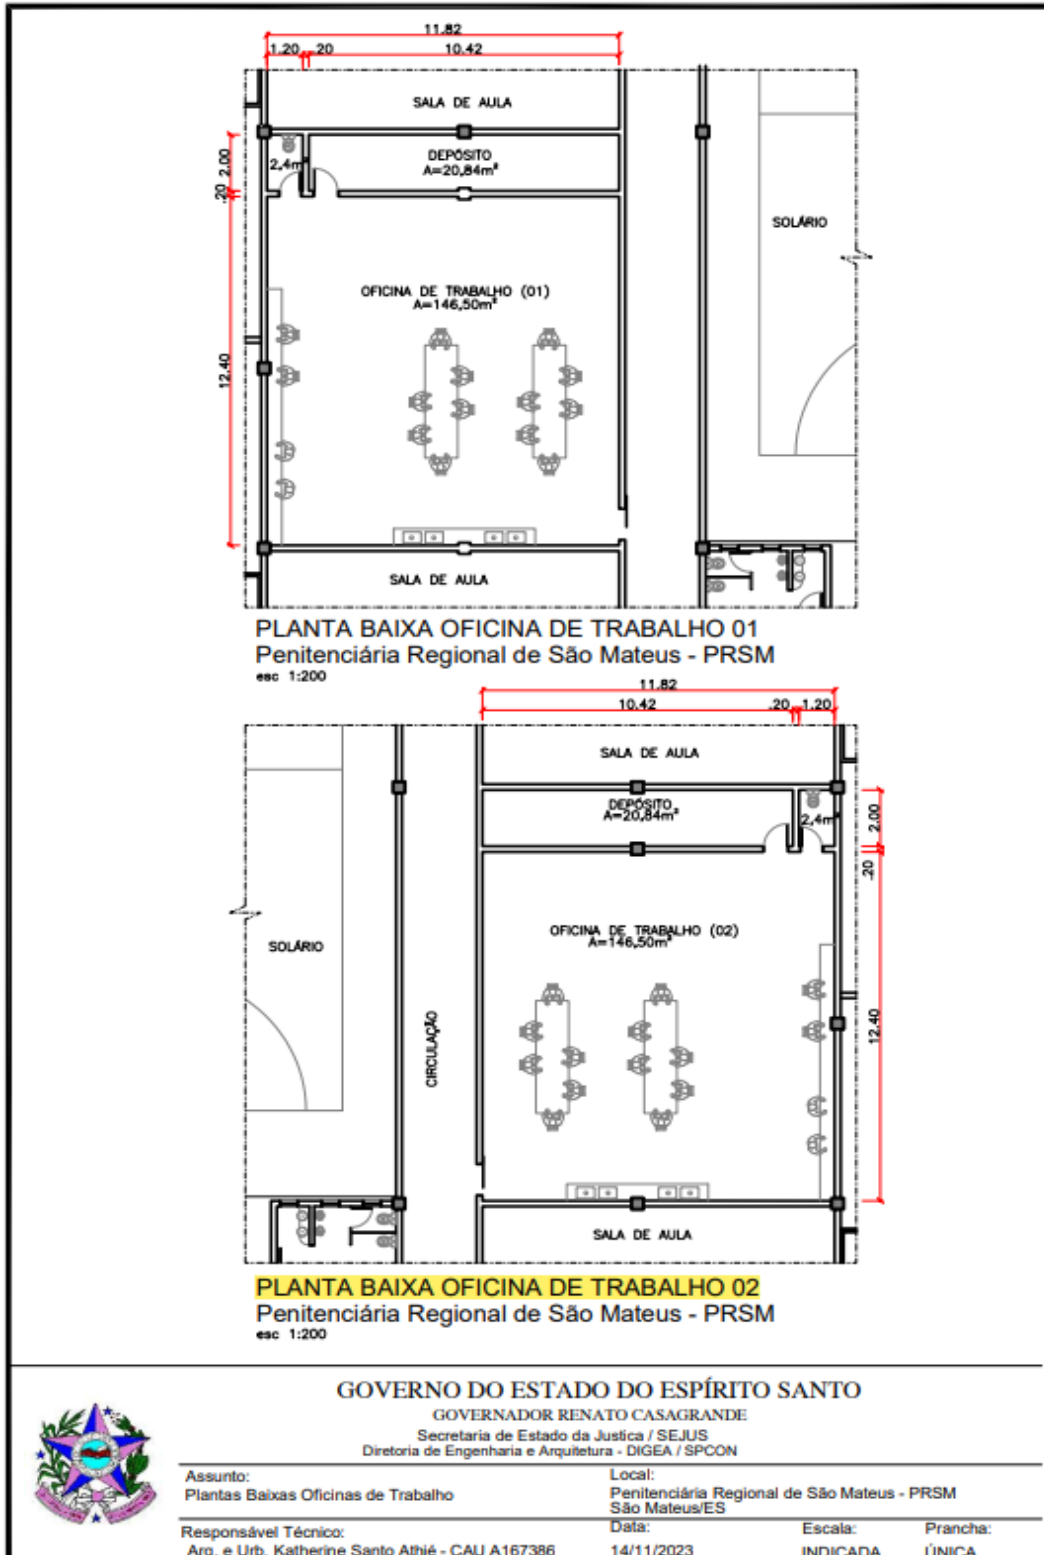 11.82
1.20 .20 10.42
SALA DE AULA
DEPÓSITO
A=20,84m²
2,4m²
2.00
.20
SOLÁRIO
OFICINA DE TRABALHO (01)
A=146,50m²
12.40
SALA DE AULA
PLANTA BAIXA OFICINA DE TRABALHO 01
Penitenciária Regional de São Mateus - PRSM
esc 1:200
11.82
10.42 .20 1.20
SALA DE AULA
DEPÓSITO
A=20,84m²
2,4m²
2.00
.20
OFICINA DE TRABALHO (02)
A=146,50m²
SOLÁRIO
CIRCULAÇÃO
12.40
SALA DE AULA
PLANTA BAIXA OFICINA DE TRABALHO 02
Penitenciária Regional de São Mateus - PRSM
esc 1:200
GOVERNO DO ESTADO DO ESPÍRITO SANTO
GOVERNADOR RENATO CASAGRANDE
Secretaria de Estado da Justica / SEJUS
Diretoria de Engenharia e Arquitetura - DIGEA / SPCON
Assunto:
Plantas Baixas Oficinas de Trabalho
Local:
Penitenciária Regional de São Mateus - PRSM
São Mateus/ES
Responsável Técnico:
Arq. e Urb. Katherine Santo Athié - CAU A167386
Data:
14/11/2023
Escala:
INDICADA
Prancha:
ÚNICA